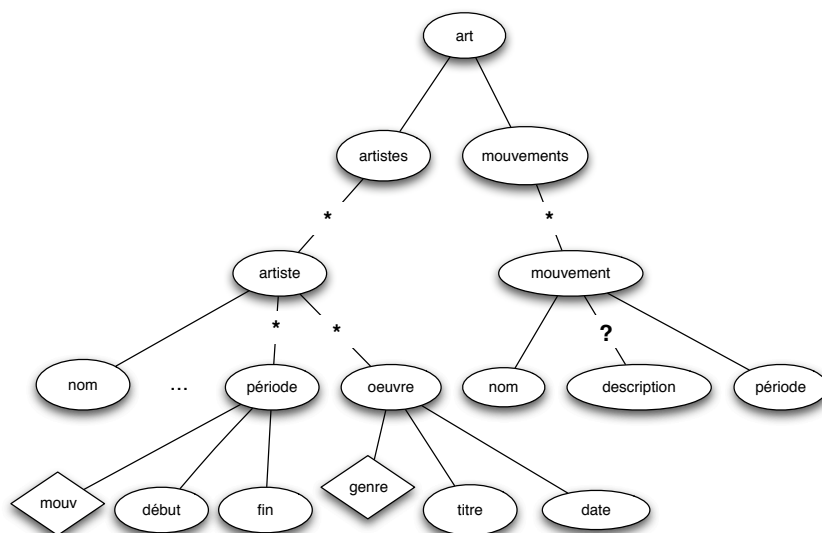 art
artistes mouvements
* *
artiste mouvement
* * ?
nom ... période oeuvre nom description période
mouv début fin genre titre date